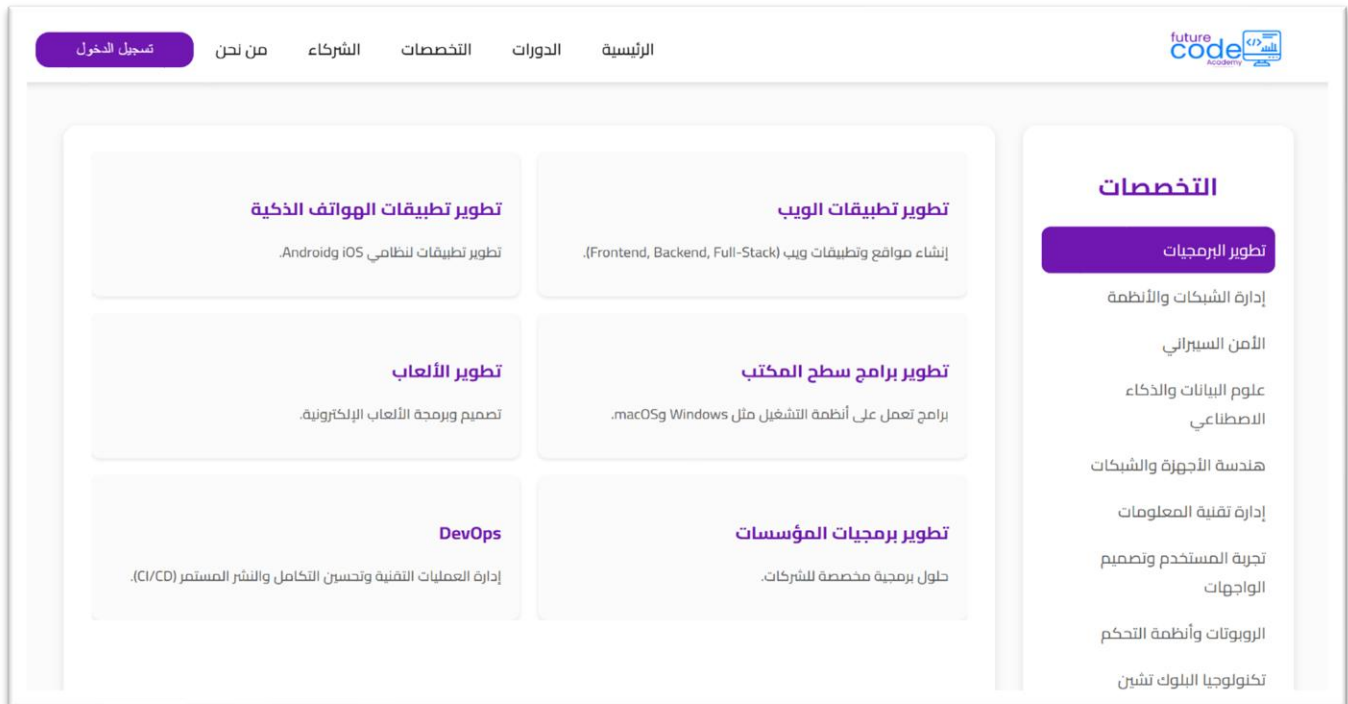 future
code
Academy
الرئيسية
الدورات
التخصصات
الشركاء
من نحن
تسجيل الدخول
التخصصات
تطوير البرمجيات
إدارة الشبكات والأنظمة
الأمن السيبراني
علوم البيانات والذكاء
الاصطناعي
هندسة الأجهزة والشبكات
إدارة تقنية المعلومات
تجربة المستخدم وتصميم
الواجهات
الروبوتات وأنظمة التحكم
تكنولوجيا البلوك تشين
تطوير تطبيقات الويب
إنشاء مواقع وتطبيقات ويب (Frontend, Backend, Full-Stack).
تطوير تطبيقات الهواتف الذكية
تطوير تطبيقات لنظامي iOS وAndroid.
تطوير برامج سطح المكتب
برامج تعمل على أنظمة التشغيل مثل Windows وmacOS.
تطوير الألعاب
تصميم وبرمجة الألعاب الإلكترونية.
تطوير برمجيات المؤسسات
حلول برمجية مخصصة للشركات.
DevOps
إدارة العمليات التقنية وتحسين التكامل والنشر المستمر (CI/CD).